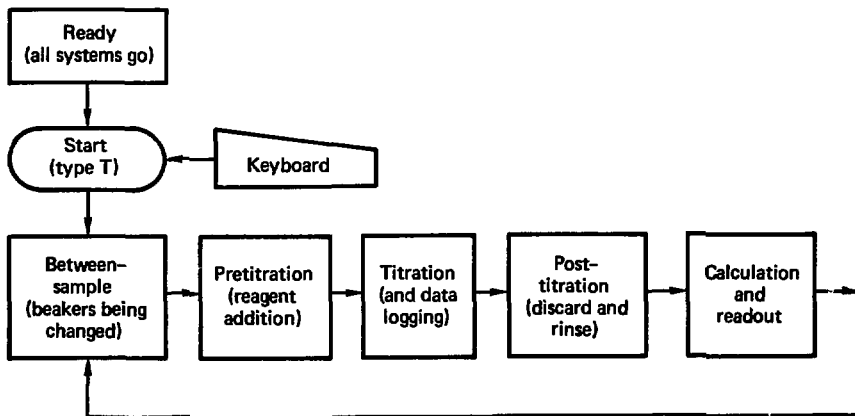 Ready
(all systems go)
Start
(type T)
Keyboard
Between–
sample
(beakers being
changed)
Pretitration
(reagent
addition)
Titration
(and data
logging)
Post–
titration
(discard and
rinse)
Calculation
and
readout